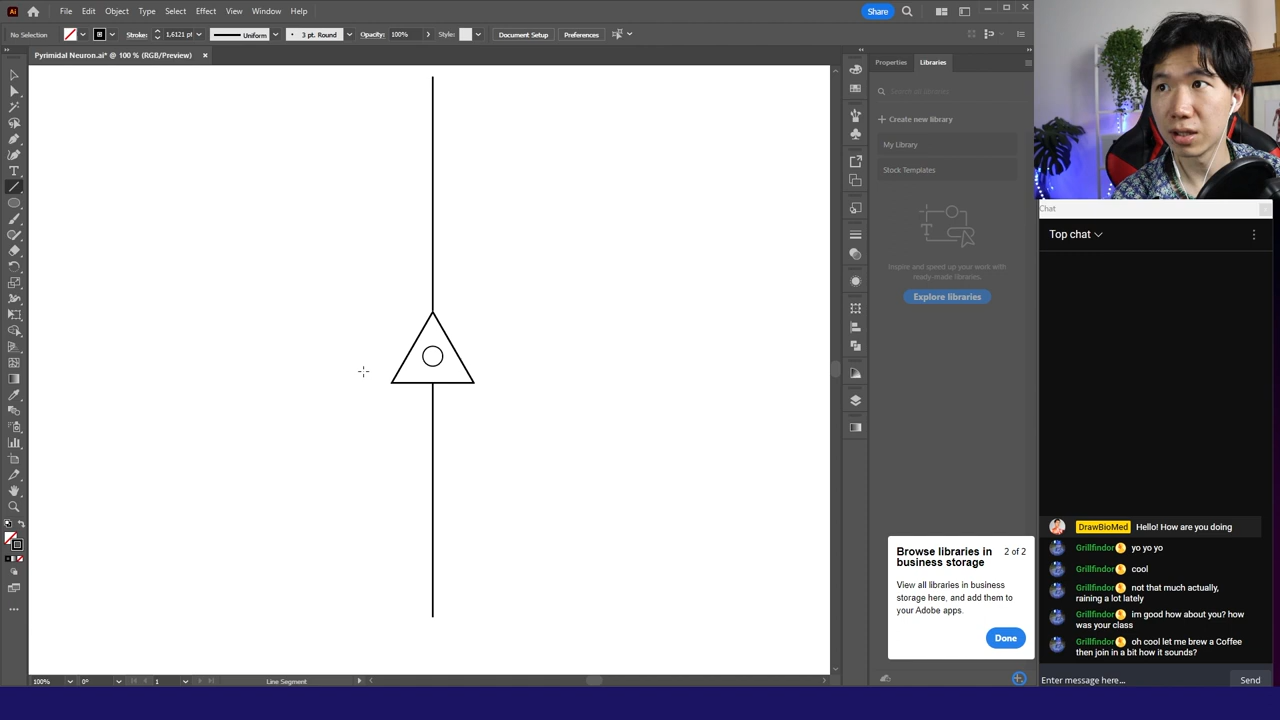 Ai File Edit Object Type Select Effect View Window Help Share
No Selection Stroke: 1.6121 pt Uniform 3 pt. Round Opacity: 100% Style: Document Setup Preferences
Pyrimidal Neuron.ai* @ 100 % (RGB/Preview)
Properties Libraries
Search all libraries
Create new library
My Library
Stock Templates
Inspire and speed up your work with
ready-made libraries.
Explore libraries
Browse libraries in
business storage
2 of 2
View all libraries in business
storage here, and add them to
your Adobe apps.
Done
100% 0° 1 Line Segment
Chat
Top chat
DrawBioMed Hello! How are you doing
Grillfindor yo yo yo
Grillfindor cool
Grillfindor not that much actually,
raining a lot lately
Grillfindor im good how about you? how
was your class
Grillfindor oh cool let me brew a Coffee
then join in a bit how it sounds?
Enter message here... Send